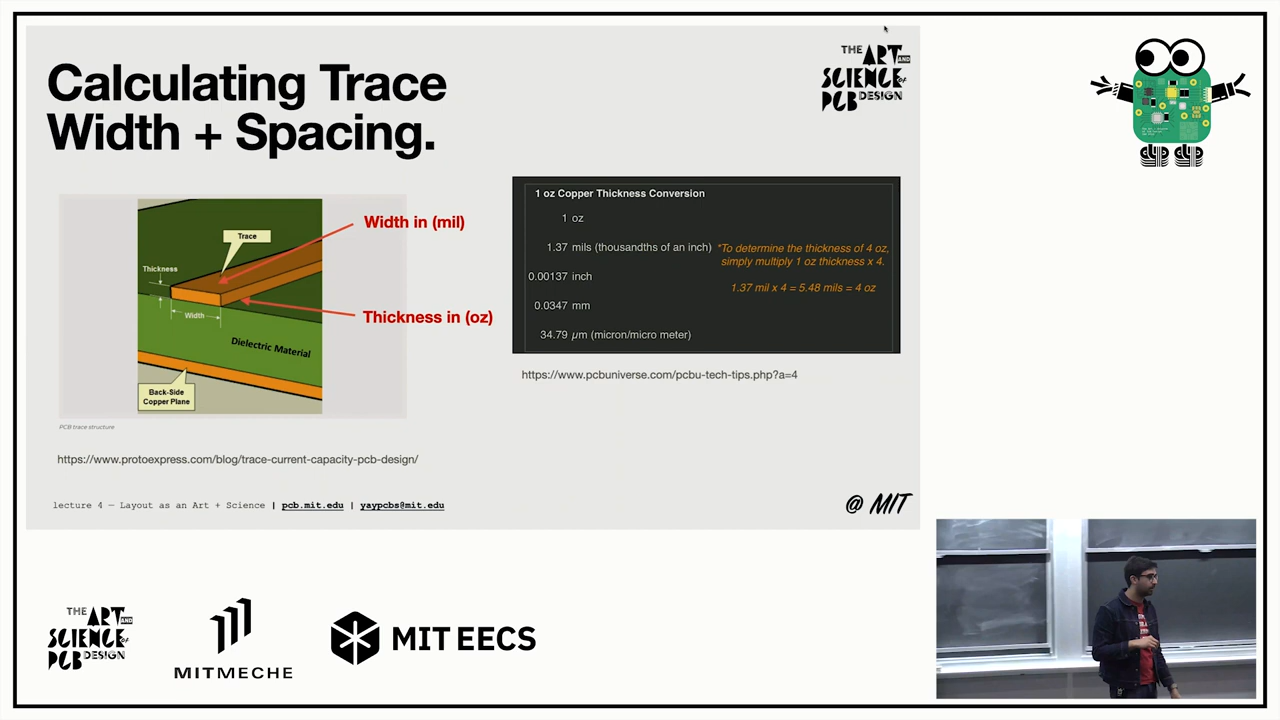 Calculating Trace
Width + Spacing.
THE ART AND
SCIENCE of
PCB DESIGN
Trace
Thickness
Width
Dielectric Material
Back-Side
Copper Plane
Width in (mil)
Thickness in (oz)
PCB trace structure
https://www.protoexpress.com/blog/trace-current-capacity-pcb-design/
1 oz Copper Thickness Conversion
1 oz
1.37 mils (thousandths of an inch)
0.00137 inch
0.0347 mm
34.79 µm (micron/micro meter)
*To determine the thickness of 4 oz,
simply multiply 1 oz thickness x 4.
1.37 mil x 4 = 5.48 mils = 4 oz
https://www.pcbuniverse.com/pcbu-tech-tips.php?a=4
lecture 4 — Layout as an Art + Science | pcb.mit.edu | yaypcbs@mit.edu
@ MIT
THE ART AND
SCIENCE of
PCB DESIGN
MITMECHE
MIT EECS